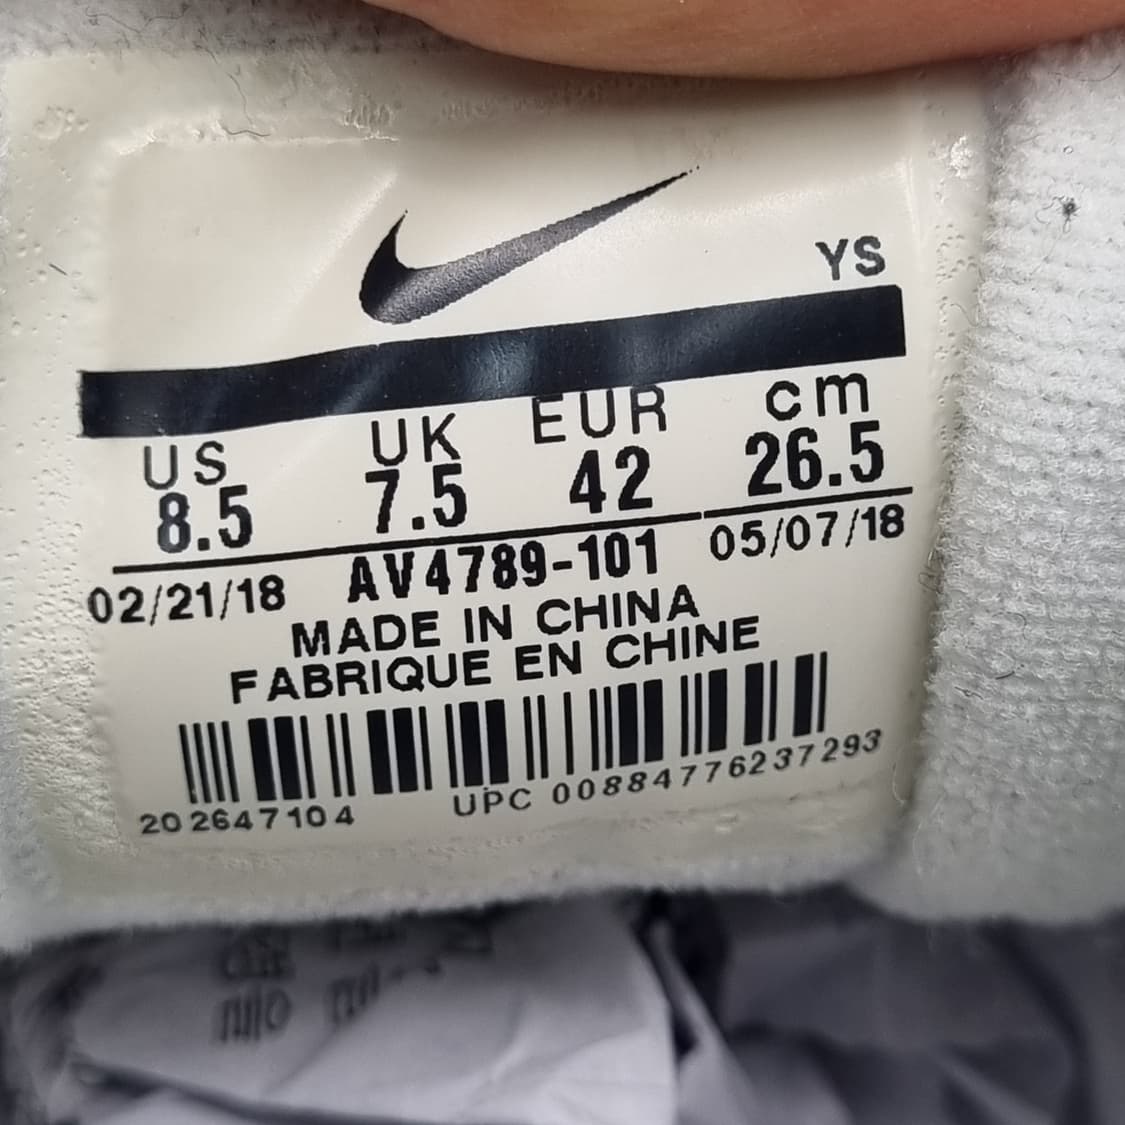 YS
US UK EUR cm
8.5 7.5 42 26.5
02/21/18 AV4789-101 05/07/18
MADE IN CHINA
FABRIQUE EN CHINE
202647104 UPC 00884776237293